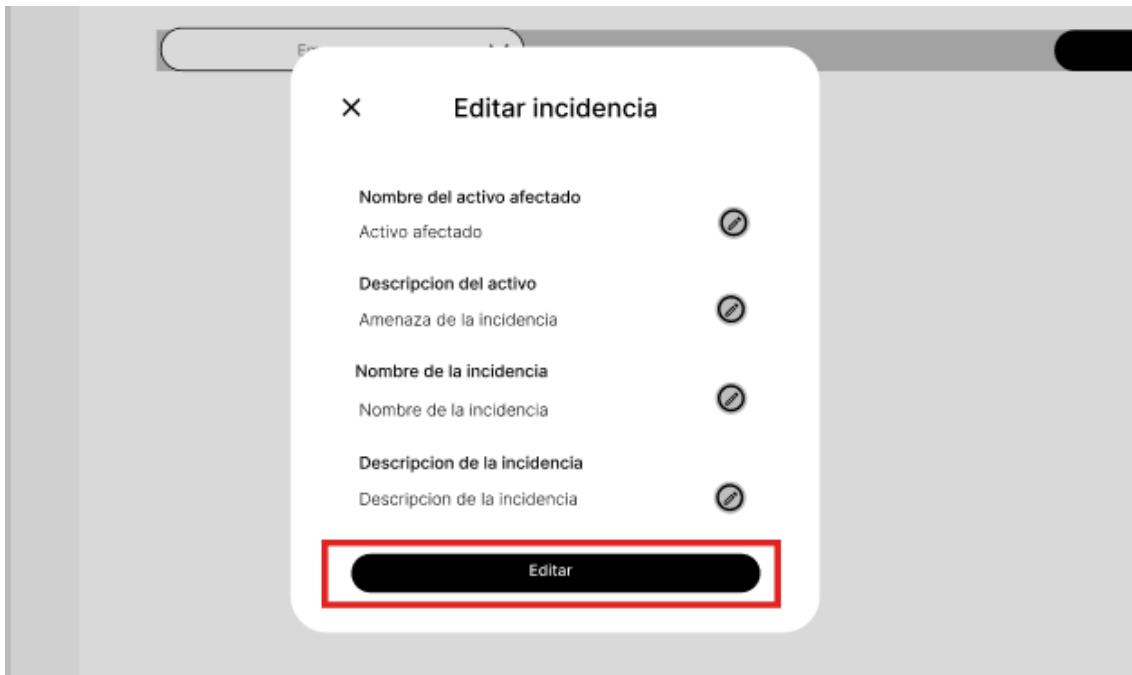 Editar incidencia
Nombre del activo afectado
Activo afectado
Descripcion del activo
Amenaza de la incidencia
Nombre de la incidencia
Nombre de la incidencia
Descripcion de la incidencia
Descripcion de la incidencia
Editar